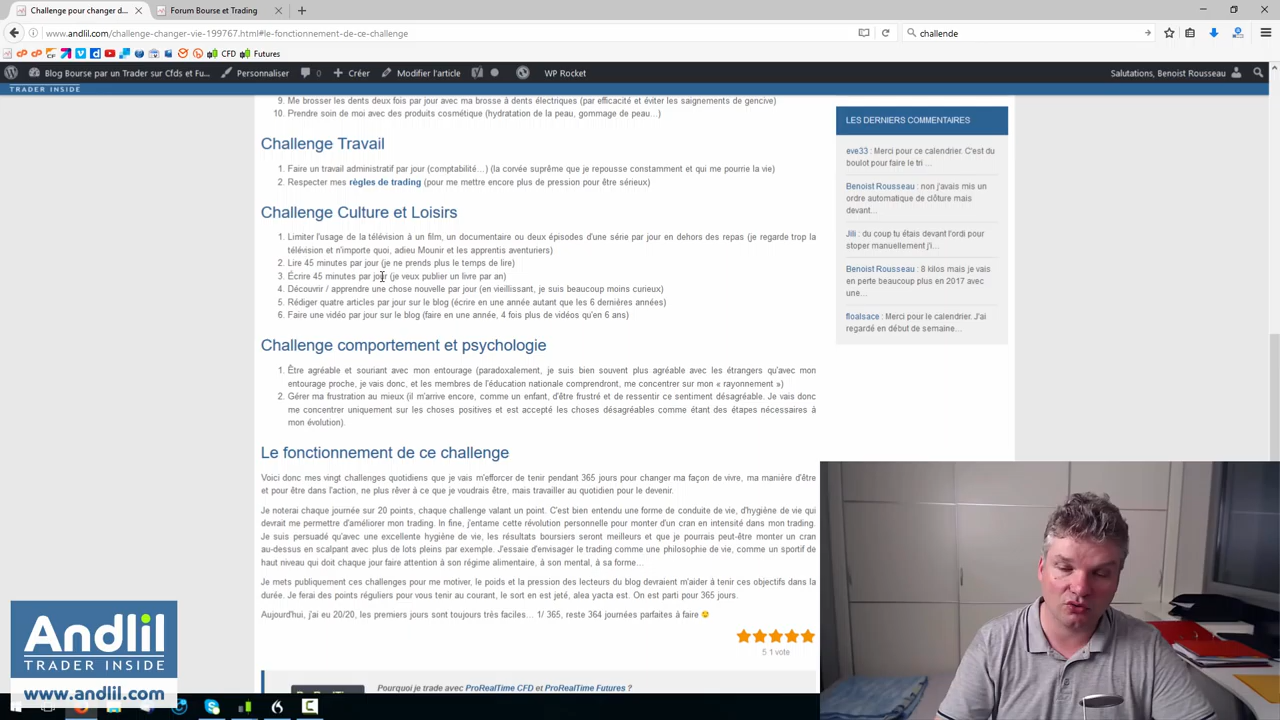 Challenge pour changer d...
Forum Bourse et Trading
www.andlil.com/challenge-changer-vie-199767.html#le-fonctionnement-de-ce-challenge
challende
CFD
Futures
Blog Bourse par un Trader sur Cfds et Fu...
Personnaliser
0
Créer
Modifier l'article
WP Rocket
Salutations, Benoist Rousseau
TRADER INSIDE
9. Me brosser les dents deux fois par jour avec ma brosse à dents électriques (par efficacité et éviter les saignements de gencive)
10. Prendre soin de moi avec des produits cosmétique (hydratation de la peau, gommage de peau…)
Challenge Travail
1. Faire un travail administratif par jour (comptabilité…) (la corvée suprême que je repousse constamment et qui me pourrie la vie)
2. Respecter mes règles de trading (pour me mettre encore plus de pression pour être sérieux)
Challenge Culture et Loisirs
1. Limiter l'usage de la télévision à un film, un documentaire ou deux épisodes d'une série par jour en dehors des repas (je regarde trop la
télévision et n'importe quoi, adieu Mounir et les apprentis aventuriers)
2. Lire 45 minutes par jour (je ne prends plus le temps de lire)
3. Écrire 45 minutes par jour (je veux publier un livre par an)
4. Découvrir / apprendre une chose nouvelle par jour (en vieillissant, je suis beaucoup moins curieux)
5. Rédiger quatre articles par jour sur le blog (écrire en une année autant que les 6 dernières années)
6. Faire une vidéo par jour sur le blog (faire en une année, 4 fois plus de vidéos qu'en 6 ans)
Challenge comportement et psychologie
1. Être agréable et souriant avec mon entourage (paradoxalement, je suis bien souvent plus agréable avec les étrangers qu'avec mon
entourage proche, je vais donc, et les membres de l'éducation nationale comprendront, me concentrer sur mon « rayonnement »)
2. Gérer ma frustration au mieux (il m'arrive encore, comme un enfant, d'être frustré et de ressentir ce sentiment désagréable. Je vais donc
me concentrer uniquement sur les choses positives et est accepté les choses désagréables comme étant des étapes nécessaires à
mon évolution).
Le fonctionnement de ce challenge
Voici donc mes vingt challenges quotidiens que je vais m'efforcer de tenir pendant 365 jours pour changer ma façon de vivre, ma manière d'être
et pour être dans l'action, ne plus rêver à ce que je voudrais être, mais travailler au quotidien pour le devenir.
Je noterai chaque journée sur 20 points, chaque challenge valant un point. C'est bien entendu une forme de conduite de vie, d'hygiène de vie qui
devrait me permettre d'améliorer mon trading. In fine, j'entame cette révolution personnelle pour monter d'un cran en intensité dans mon trading.
Je suis persuadé qu'avec une excellente hygiène de vie, les résultats boursiers seront meilleurs et que je pourrais peut-être monter un cran
au-dessus en scalpant avec plus de lots pleins par exemple. J'essaie d'envisager le trading comme une philosophie de vie, comme un sportif de
haut niveau qui doit chaque jour faire attention à son régime alimentaire, à son mental, à sa forme…
Je mets publiquement ces challenges pour me motiver, le poids et la pression des lecteurs du blog devraient m'aider à tenir ces objectifs dans la
durée. Je ferai des points réguliers pour vous tenir au courant, le sort en est jeté, alea yacta est. On est parti pour 365 jours.
Aujourd'hui, j'ai eu 20/20, les premiers jours sont toujours très faciles… 1/ 365, reste 364 journées parfaites à faire
5 1 vote
Pourquoi je trade avec ProRealTime CFD et ProRealTime Futures ?
LES DERNIERS COMMENTAIRES
eve33 : Merci pour ce calendrier. C'est du
boulot pour faire le tri ...
Benoist Rousseau : non j'avais mis un
ordre automatique de clôture mais
devant...
Jili : du coup tu étais devant l'ordi pour
stoper manuellement j'i...
Benoist Rousseau : 8 kilos mais je vais
en perte beaucoup plus en 2017 avec
une...
floalsace : Merci pour le calendrier. J'ai
regardé en début de semaine...
Andlil
TRADER INSIDE
www.andlil.com